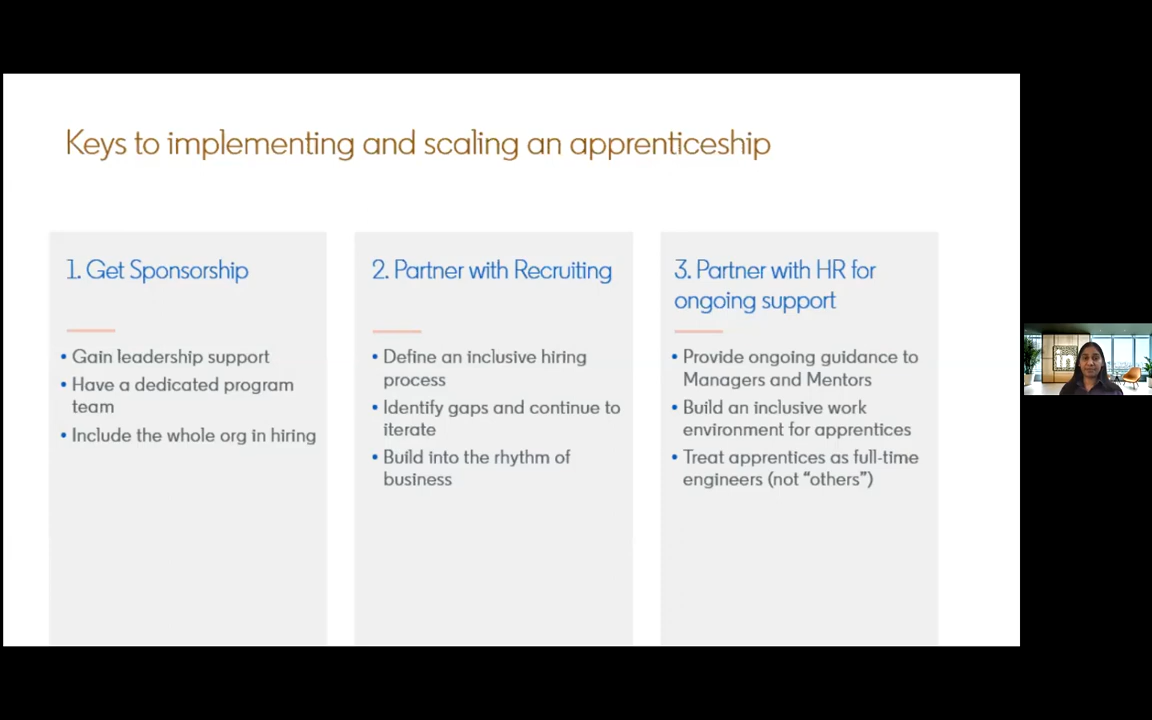 Keys to implementing and scaling an apprenticeship
1. Get Sponsorship
• Gain leadership support
• Have a dedicated program
team
• Include the whole org in hiring
2. Partner with Recruiting
• Define an inclusive hiring
process
• Identify gaps and continue to
iterate
• Build into the rhythm of
business
3. Partner with HR for
ongoing support
• Provide ongoing guidance to
Managers and Mentors
• Build an inclusive work
environment for apprentices
• Treat apprentices as full-time
engineers (not “others”)